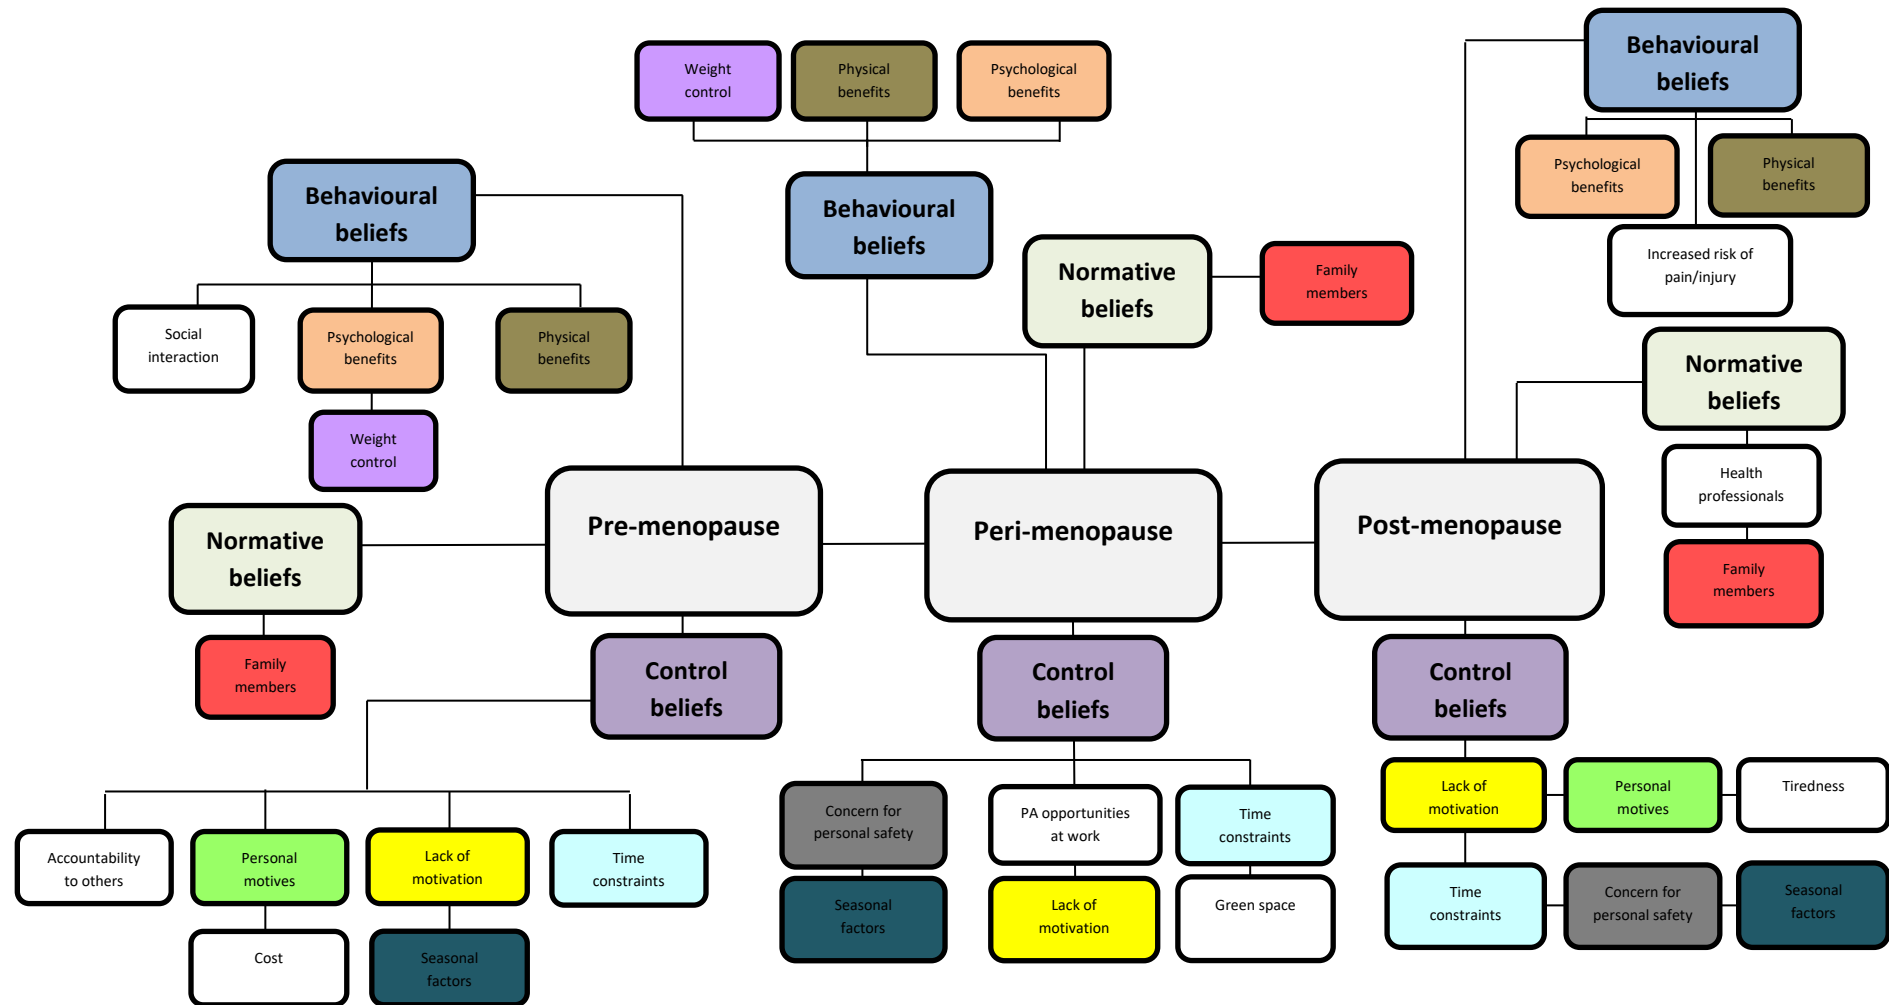 Behavioural
beliefs
Weight
control
Physical
benefits
Psychological
benefits
Behavioural
beliefs
Psychological
benefits
Physical
benefits
Increased risk of
pain/injury
Behavioural
beliefs
Social
interaction
Psychological
benefits
Physical
benefits
Weight
control
Normative
beliefs
Family
members
Normative
beliefs
Health
professionals
Family
members
Pre-menopause
Peri-menopause
Post-menopause
Normative
beliefs
Family
members
Control
beliefs
Control
beliefs
Control
beliefs
Accountability
to others
Personal
motives
Lack of
motivation
Time
constraints
Cost
Seasonal
factors
Concern for
personal safety
PA opportunities
at work
Time
constraints
Seasonal
factors
Lack of
motivation
Green space
Lack of
motivation
Personal
motives
Tiredness
Time
constraints
Concern for
personal safety
Seasonal
factors